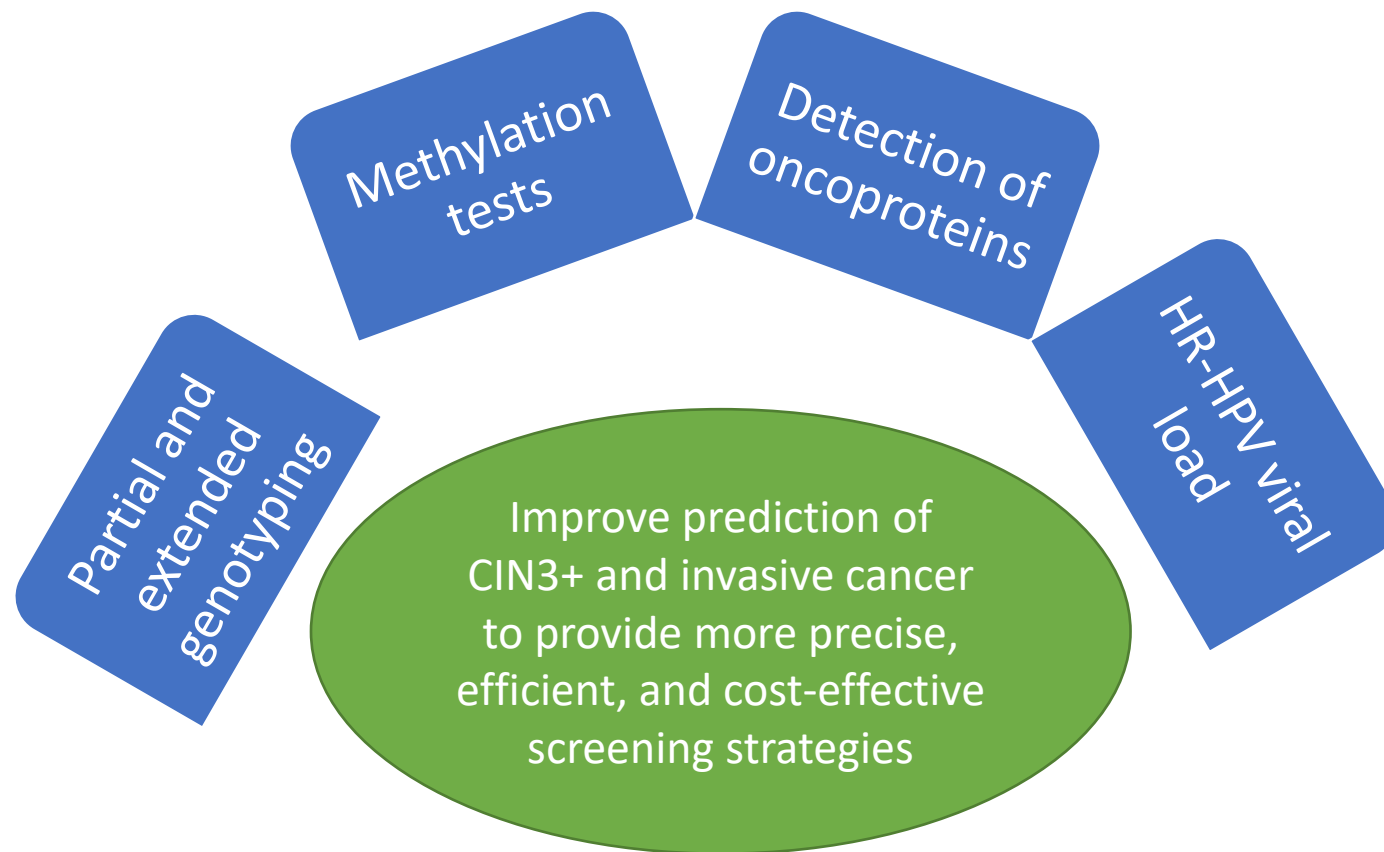 Partial and
extended
genotyping
Methylation
tests
Detection of
oncoproteins
HR-HPV viral
load
Improve prediction of
CIN3+ and invasive cancer
to provide more precise,
efficient, and cost-effective
screening strategies